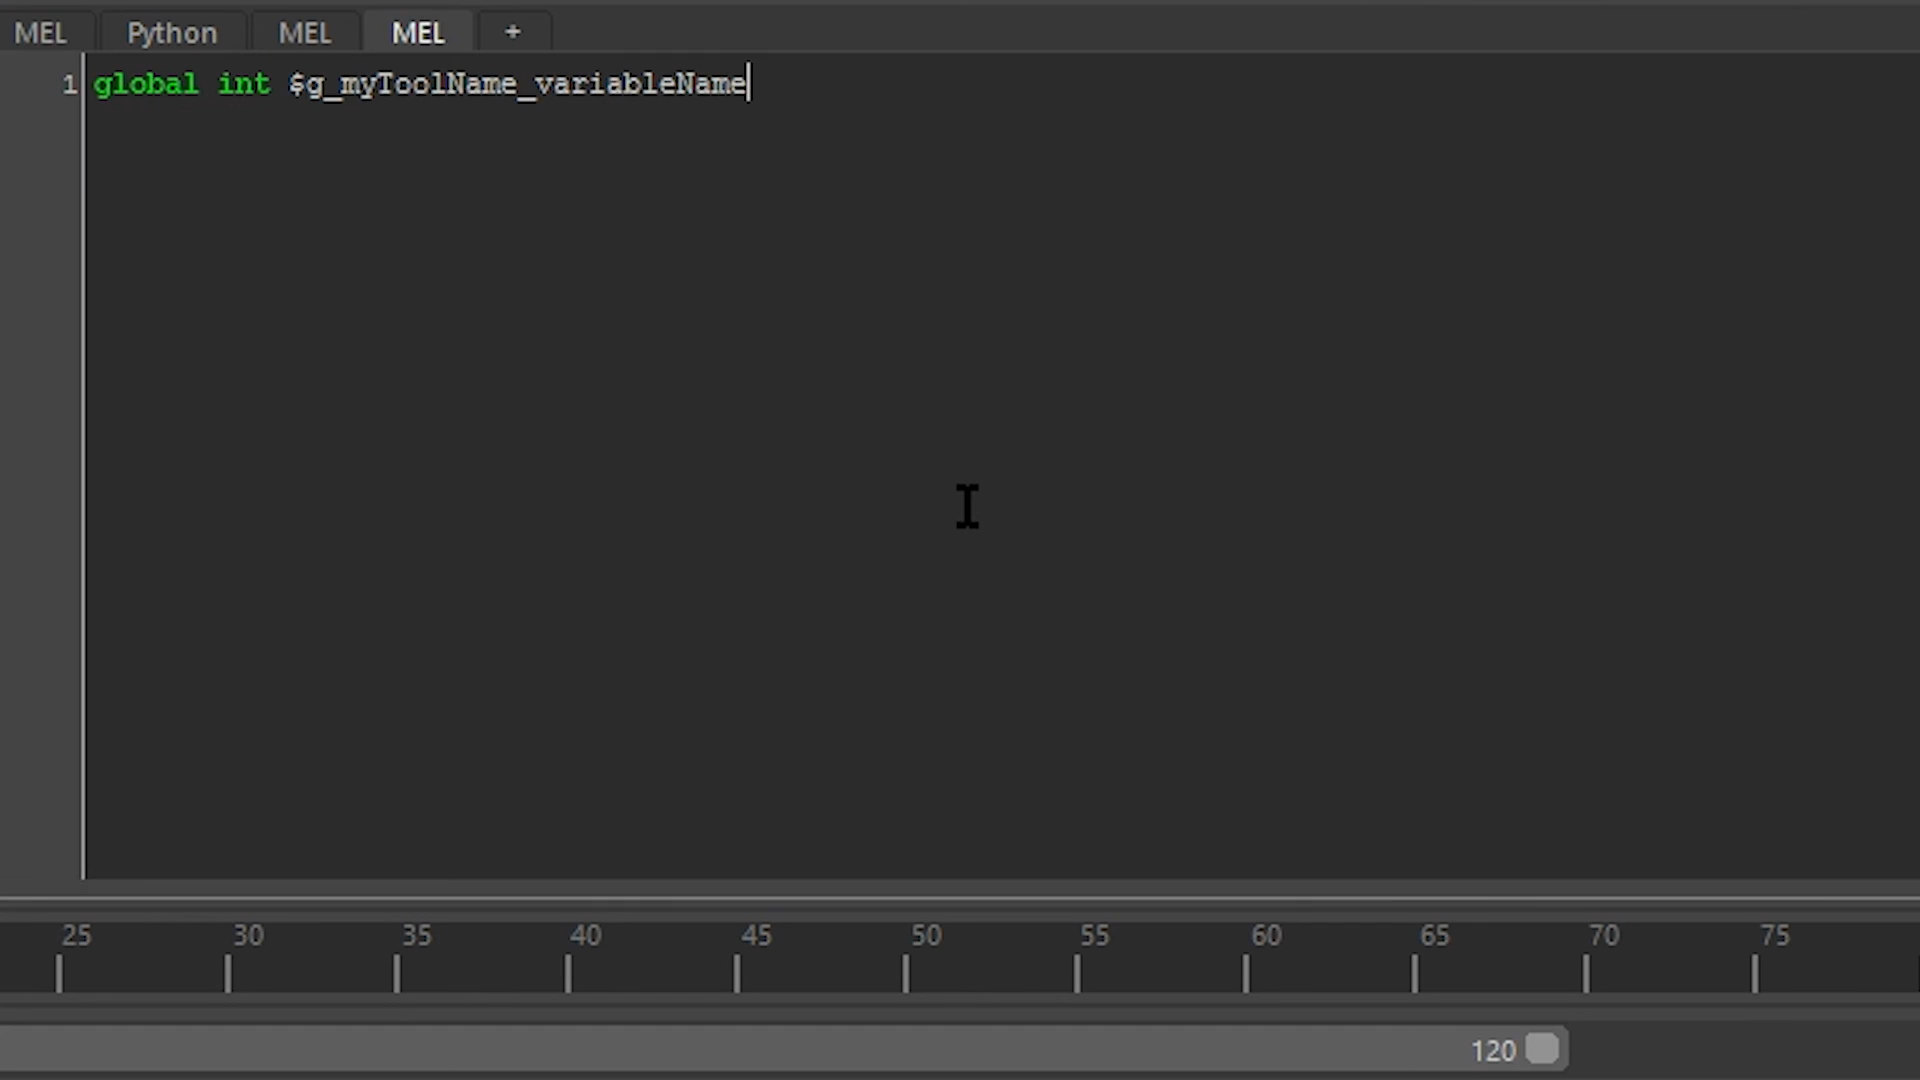 MEL Python MEL MEL +
1 global int $g_myToolName_variableName
25 30 35 40 45 50 55 60 65 70 75
120